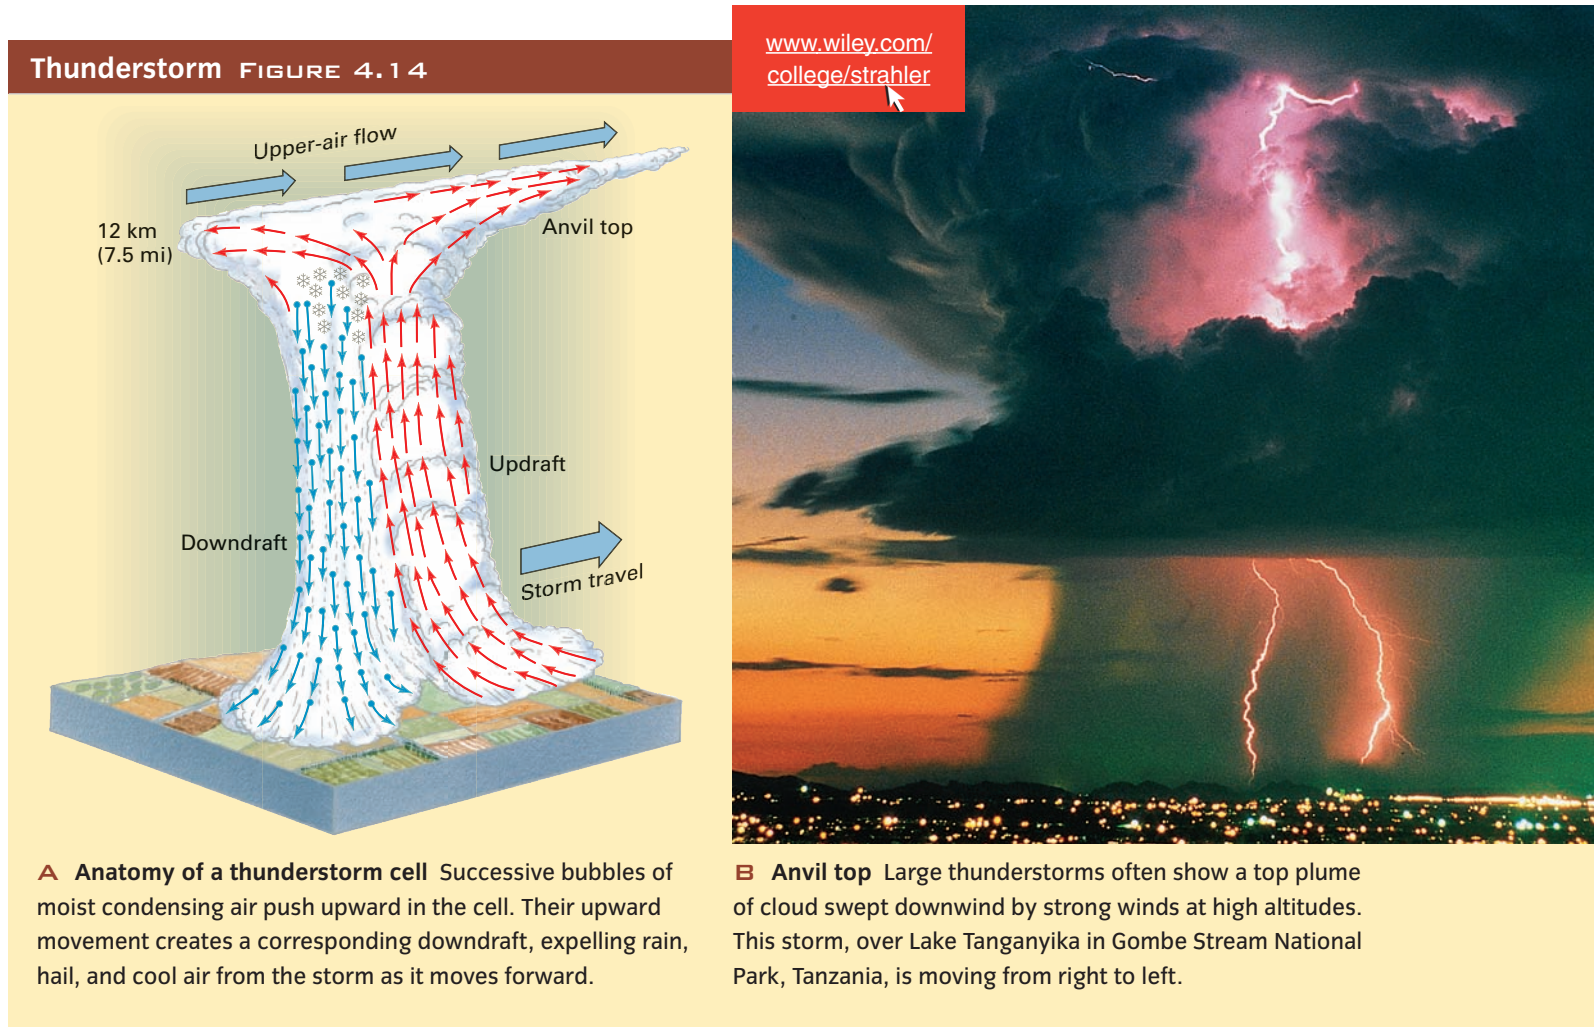 Thunderstorm FIGURE 4.14
www.wiley.com/
college/strahler
Upper-air flow
12 km
(7.5 mi)
Anvil top
Updraft
Downdraft
Storm travel
A Anatomy of a thunderstorm cell Successive bubbles of
moist condensing air push upward in the cell. Their upward
movement creates a corresponding downdraft, expelling rain,
hail, and cool air from the storm as it moves forward.
B Anvil top Large thunderstorms often show a top plume
of cloud swept downwind by strong winds at high altitudes.
This storm, over Lake Tanganyika in Gombe Stream National
Park, Tanzania, is moving from right to left.